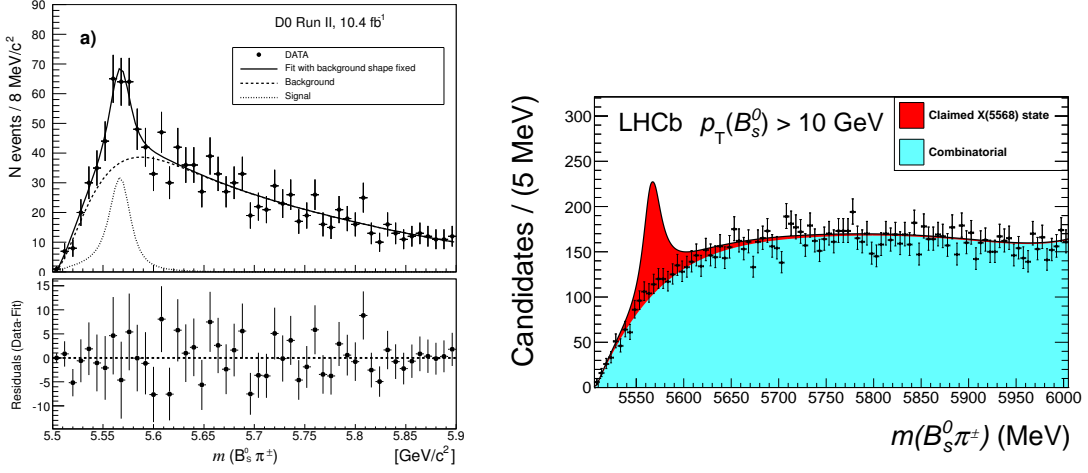 D0 Run II, 10.4 fb⁻¹
a)
DATA
Fit with background shape fixed
Background
Signal
N events / 8 MeV/c²
90
80
70
60
50
40
30
20
10
0
Residuals (Data-Fit)
15
10
5
0
-5
-10
5.5 5.55 5.6 5.65 5.7 5.75 5.8 5.85 5.9
m (B⁰ₛ π±) [GeV/c²]
LHCb pT(B⁰ₛ) > 10 GeV
Claimed X(5568) state
Combinatorial
Candidates / (5 MeV)
300
250
200
150
100
50
0
5550 5600 5650 5700 5750 5800 5850 5900 5950 6000
m(B⁰ₛπ±) (MeV)